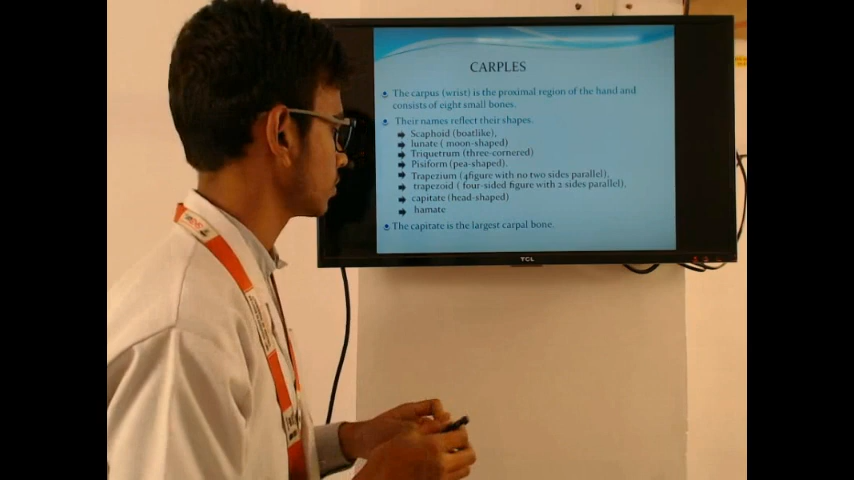 CARPLES
The carpus (wrist) is the proximal region of the hand and
consists of eight small bones.
Their names reflect their shapes.
Scaphoid (boatlike),
lunate ( moon-shaped)
Triquetrum (three-cornered)
Pisiform (pea-shaped).
Trapezium (4figure with no two sides parallel),
trapezoid ( four-sided figure with 2 sides parallel),
capitate (head-shaped)
hamate
The capitate is the largest carpal bone.
TCL